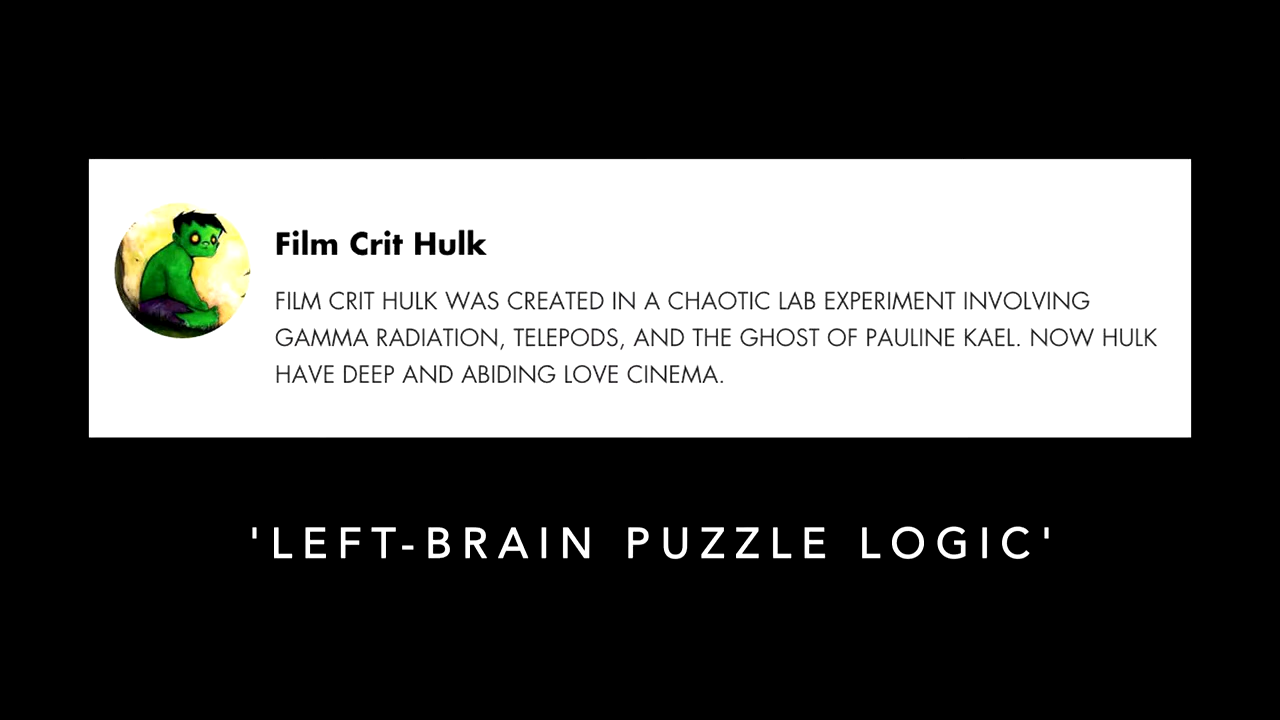 Film Crit Hulk
FILM CRIT HULK WAS CREATED IN A CHAOTIC LAB EXPERIMENT INVOLVING
GAMMA RADIATION, TELEPODS, AND THE GHOST OF PAULINE KAEL. NOW HULK
HAVE DEEP AND ABIDING LOVE CINEMA.
'LEFT-BRAIN PUZZLE LOGIC'